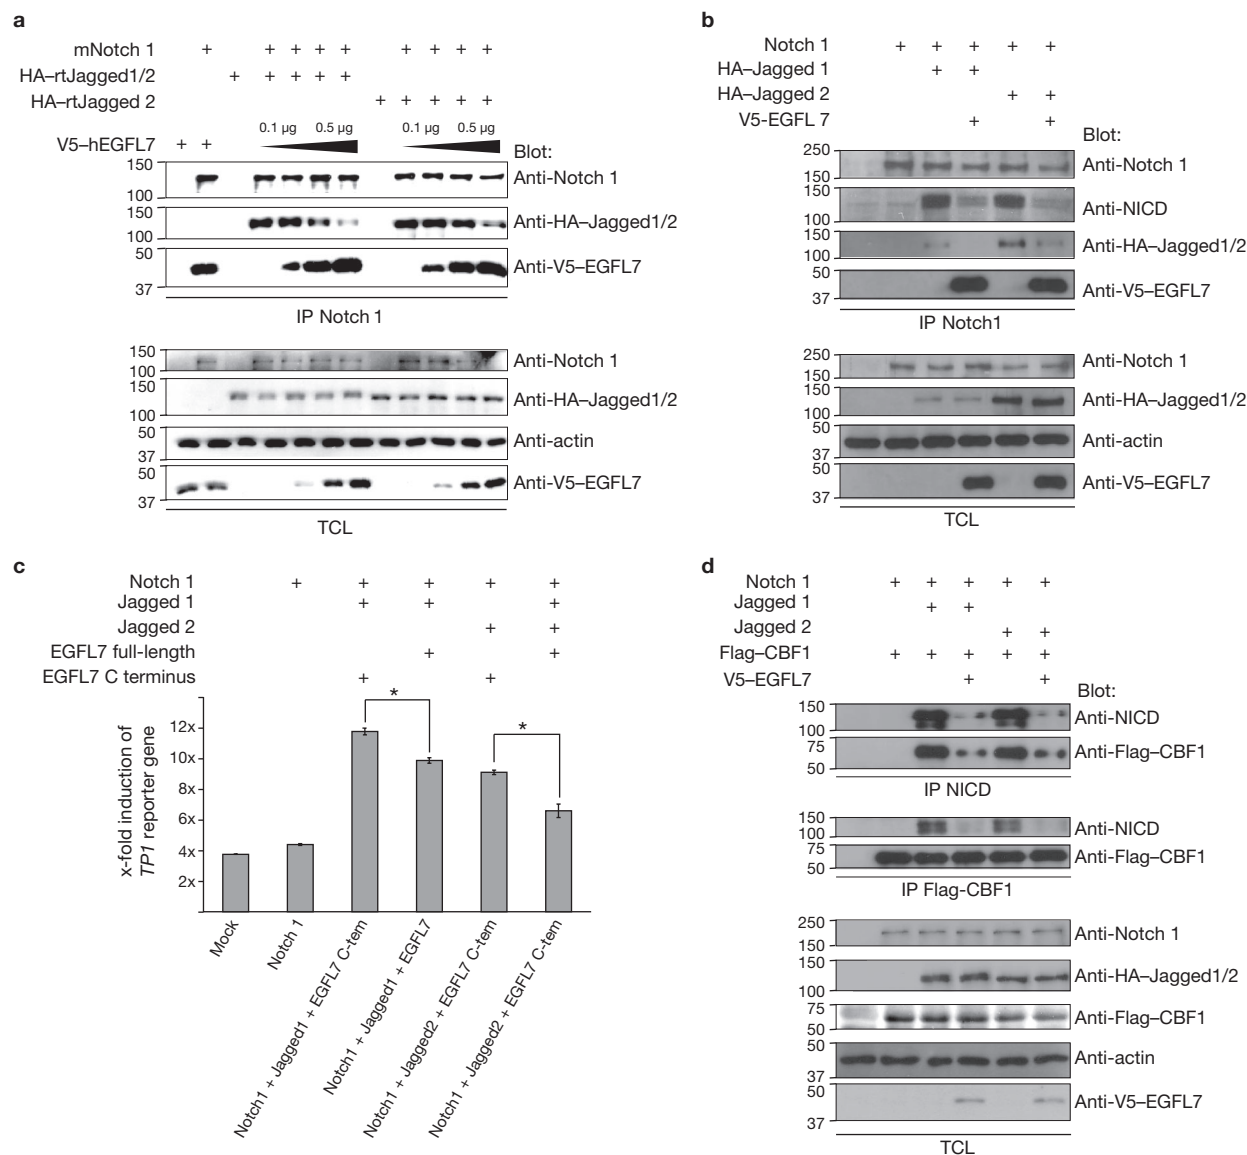 a
mNotch 1 + + + + + + + + +
HA–rtJagged1/2 + + + + +
HA–rtJagged 2 + + + + +
0.1 µg 0.5 µg 0.1 µg 0.5 µg
V5–hEGFL7 + +
Blot:
150
100
Anti-Notch 1
150
100
Anti-HA–Jagged1/2
50
37
Anti-V5–EGFL7
IP Notch 1
150
100
Anti-Notch 1
150
100
Anti-HA–Jagged1/2
50
37
Anti-actin
50
37
Anti-V5–EGFL7
TCL
b
Notch 1 + + + + +
HA–Jagged 1 + +
HA–Jagged 2 + +
V5-EGFL 7 + +
Blot:
250
150
Anti-Notch 1
150
100
Anti-NICD
150
100
Anti-HA–Jagged1/2
50
37
Anti-V5–EGFL7
IP Notch1
250
150
Anti-Notch 1
150
100
Anti-HA–Jagged1/2
50
37
Anti-actin
50
37
Anti-V5–EGFL7
TCL
c
Notch 1 + + + + +
Jagged 1 + + +
Jagged 2 + +
EGFL7 full-length + +
EGFL7 C terminus + +
x-fold induction of
TP1 reporter gene
12x
10x
8x
6x
4x
2x
*
*
Mock
Notch 1
Notch1 + Jagged1 + EGFL7 C-tem
Notch1 + Jagged1 + EGFL7
Notch1 + Jagged2 + EGFL7 C-tem
Notch1 + Jagged2 + EGFL7 C-tem
d
Notch 1 + + + + +
Jagged 1 + +
Jagged 2 + +
Flag–CBF1 + + + + +
V5–EGFL7 + +
Blot:
150
100
Anti-NICD
75
50
Anti-Flag–CBF1
IP NICD
150
100
Anti-NICD
75
50
Anti-Flag–CBF1
IP Flag-CBF1
250
150
Anti-Notch 1
150
100
Anti-HA–Jagged1/2
75
50
Anti-Flag–CBF1
50
37
Anti-actin
50
37
Anti-V5–EGFL7
TCL